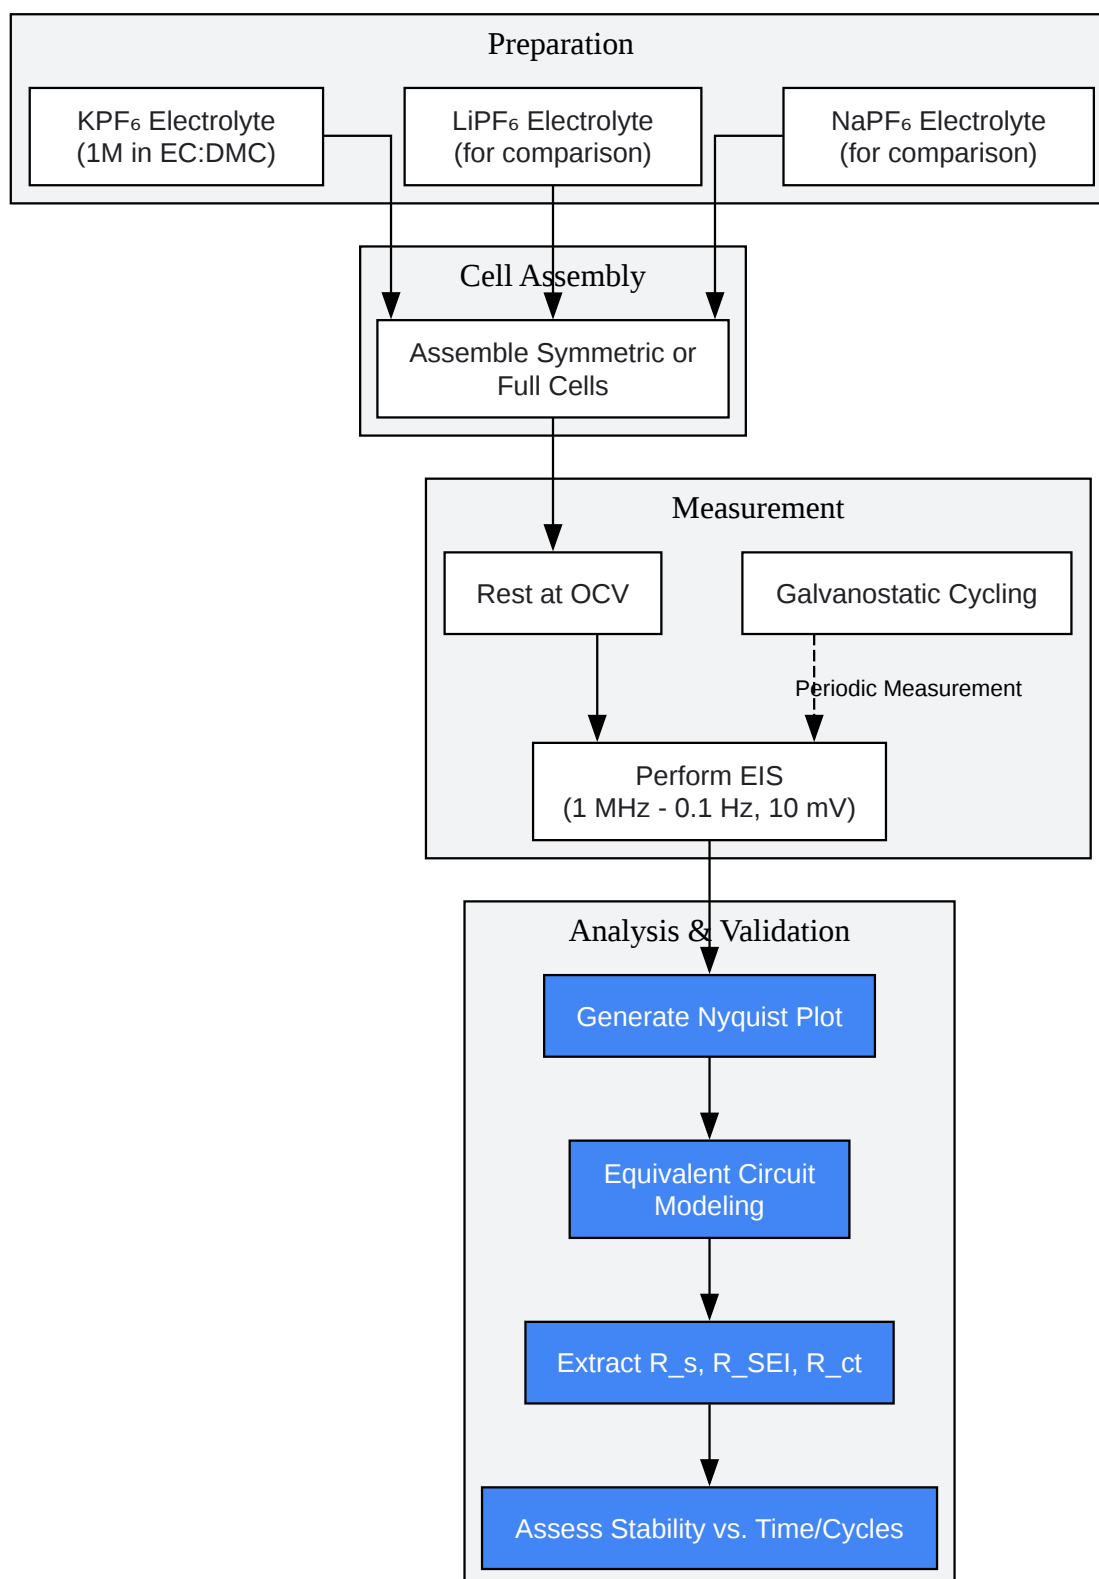 Preparation
KPF₆ Electrolyte
(1M in EC:DMC)
LiPF₆ Electrolyte
(for comparison)
NaPF₆ Electrolyte
(for comparison)
Cell Assembly
Assemble Symmetric or
Full Cells
Measurement
Rest at OCV
Galvanostatic Cycling
Periodic Measurement
Perform EIS
(1 MHz - 0.1 Hz, 10 mV)
Analysis & Validation
Generate Nyquist Plot
Equivalent Circuit
Modeling
Extract R_s, R_SEI, R_ct
Assess Stability vs. Time/Cycles